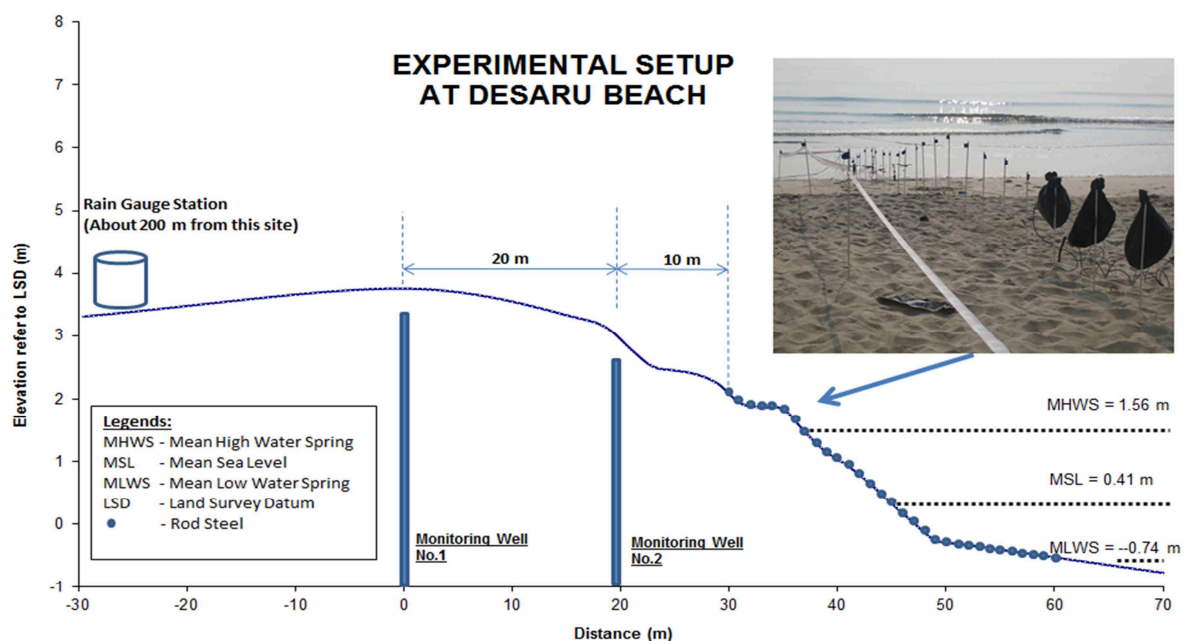 EXPERIMENTAL SETUP
AT DESARU BEACH
Elevation refer to LSD (m)
8
7
6
5
4
3
2
1
0
-1
Rain Gauge Station
(About 200 m from this site)
20 m
10 m
MHWS = 1.56 m
MSL = 0.41 m
MLWS = --0.74 m
Legends:
MHWS - Mean High Water Spring
MSL - Mean Sea Level
MLWS - Mean Low Water Spring
LSD - Land Survey Datum
- Rod Steel
Monitoring Well
No.1
Monitoring Well
No.2
-30 -20 -10 0 10 20 30 40 50 60 70
Distance (m)